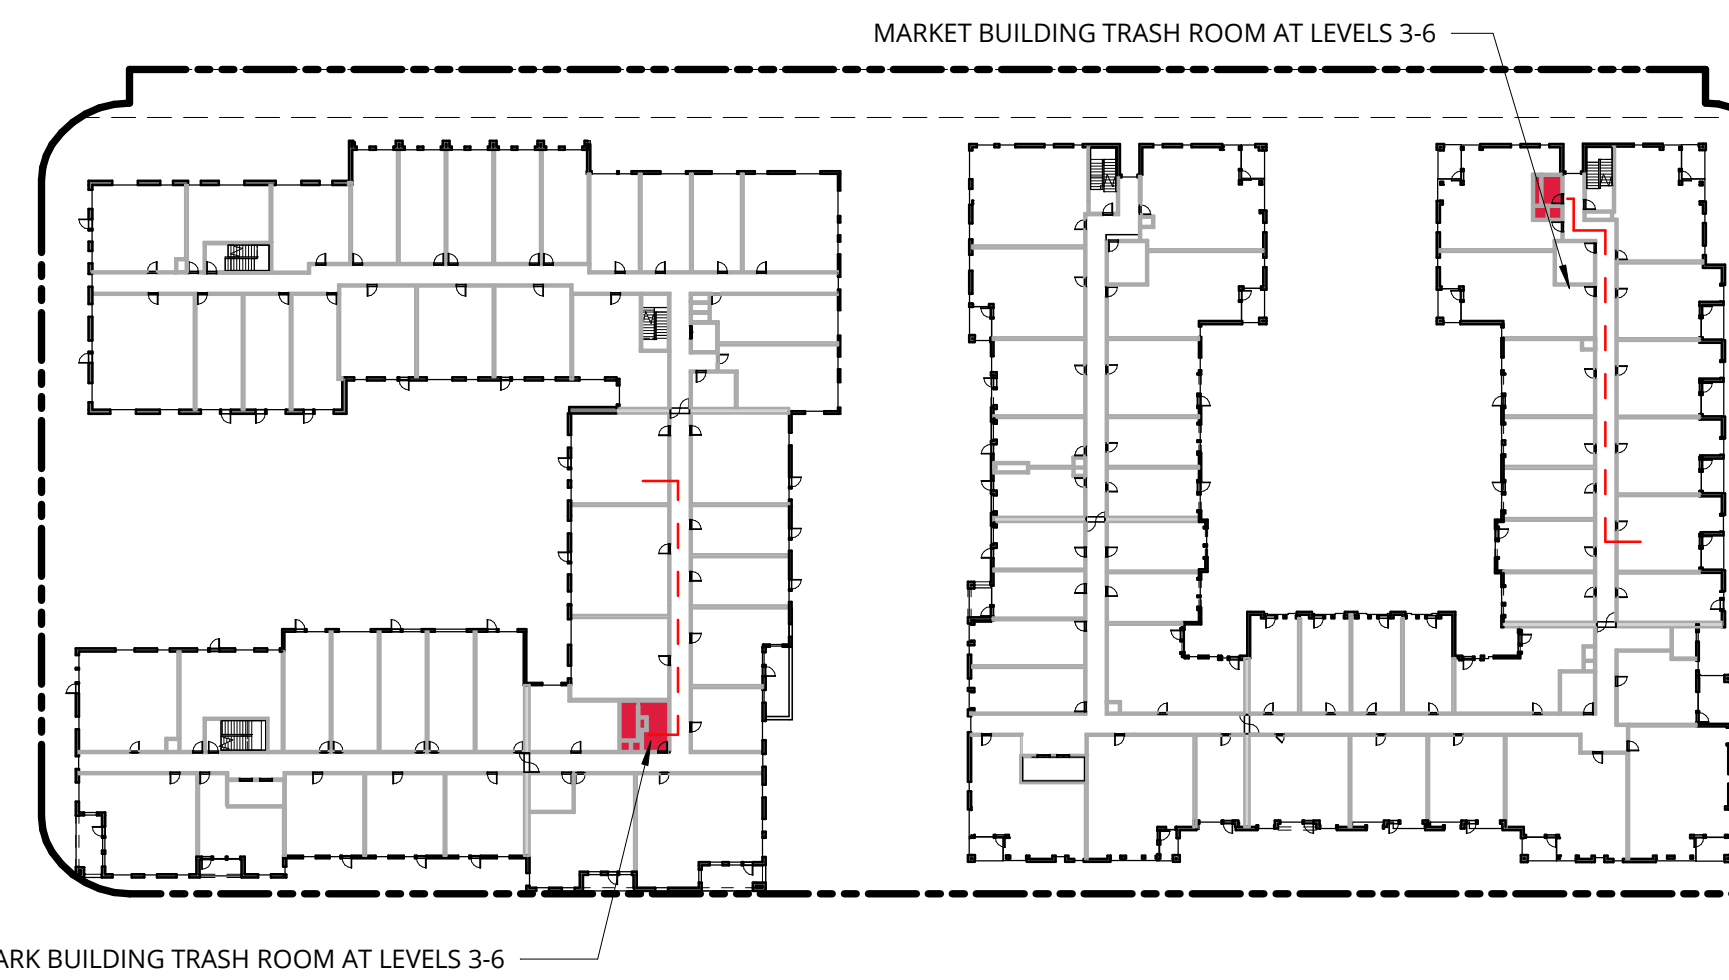 MARKET BUILDING TRASH ROOM AT LEVELS 3-6
ARK BUILDING TRASH ROOM AT LEVELS 3-6